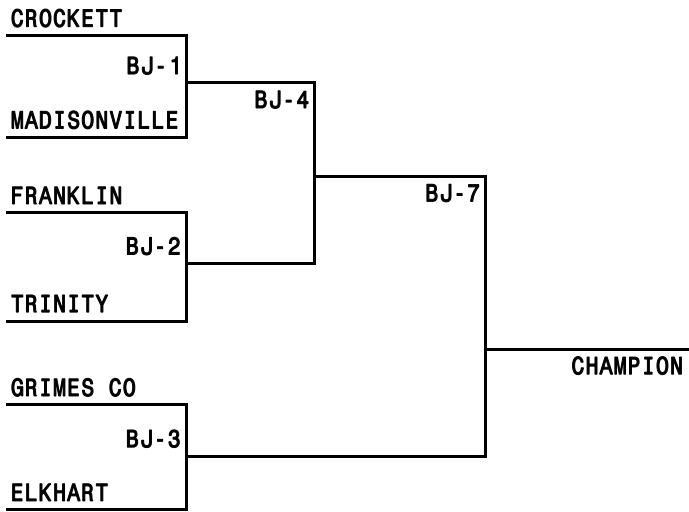 CROCKETT
BJ-1
BJ-4
MADISONVILLE
BJ-7
FRANKLIN
BJ-2
TRINITY
CHAMPION
GRIMES CO
BJ-3
ELKHART